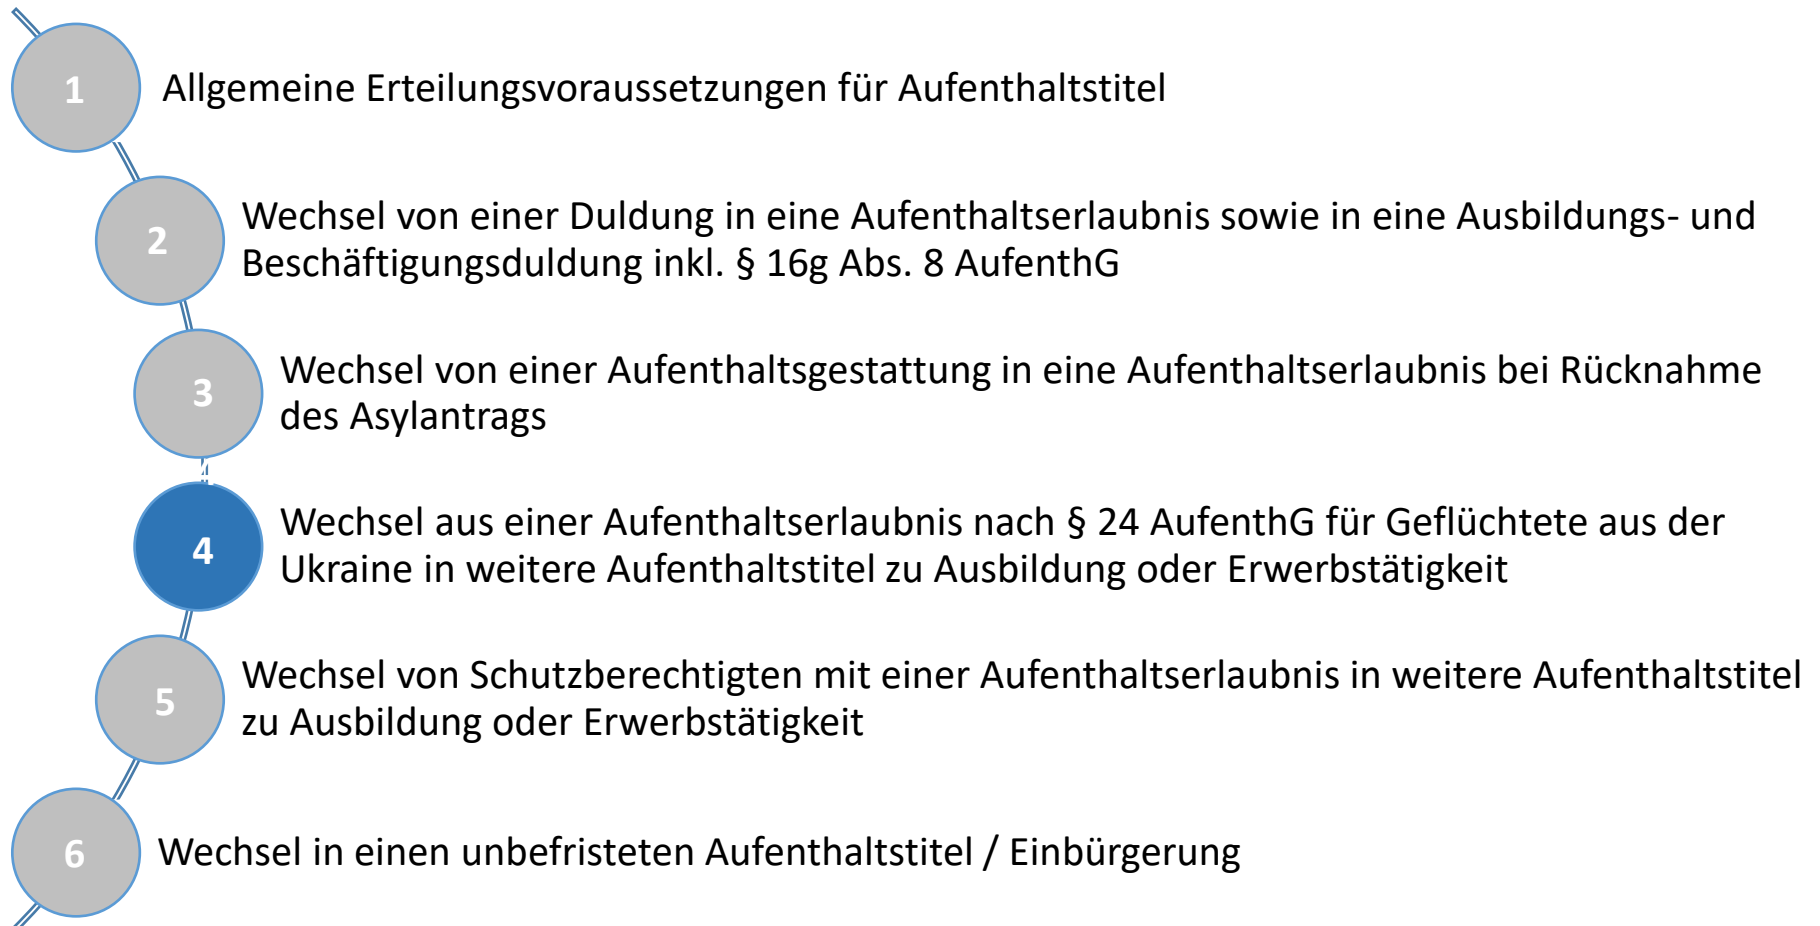 1
Allgemeine Erteilungsvoraussetzungen für Aufenthaltstitel
2
Wechsel von einer Duldung in eine Aufenthaltserlaubnis sowie in eine Ausbildungs- und
Beschäftigungsduldung inkl. § 16g Abs. 8 AufenthG
3
Wechsel von einer Aufenthaltsgestattung in eine Aufenthaltserlaubnis bei Rücknahme
des Asylantrags
4
4
Wechsel aus einer Aufenthaltserlaubnis nach § 24 AufenthG für Geflüchtete aus der
Ukraine in weitere Aufenthaltstitel zu Ausbildung oder Erwerbstätigkeit
5
Wechsel von Schutzberechtigten mit einer Aufenthaltserlaubnis in weitere Aufenthaltstitel
zu Ausbildung oder Erwerbstätigkeit
6
Wechsel in einen unbefristeten Aufenthaltstitel / Einbürgerung